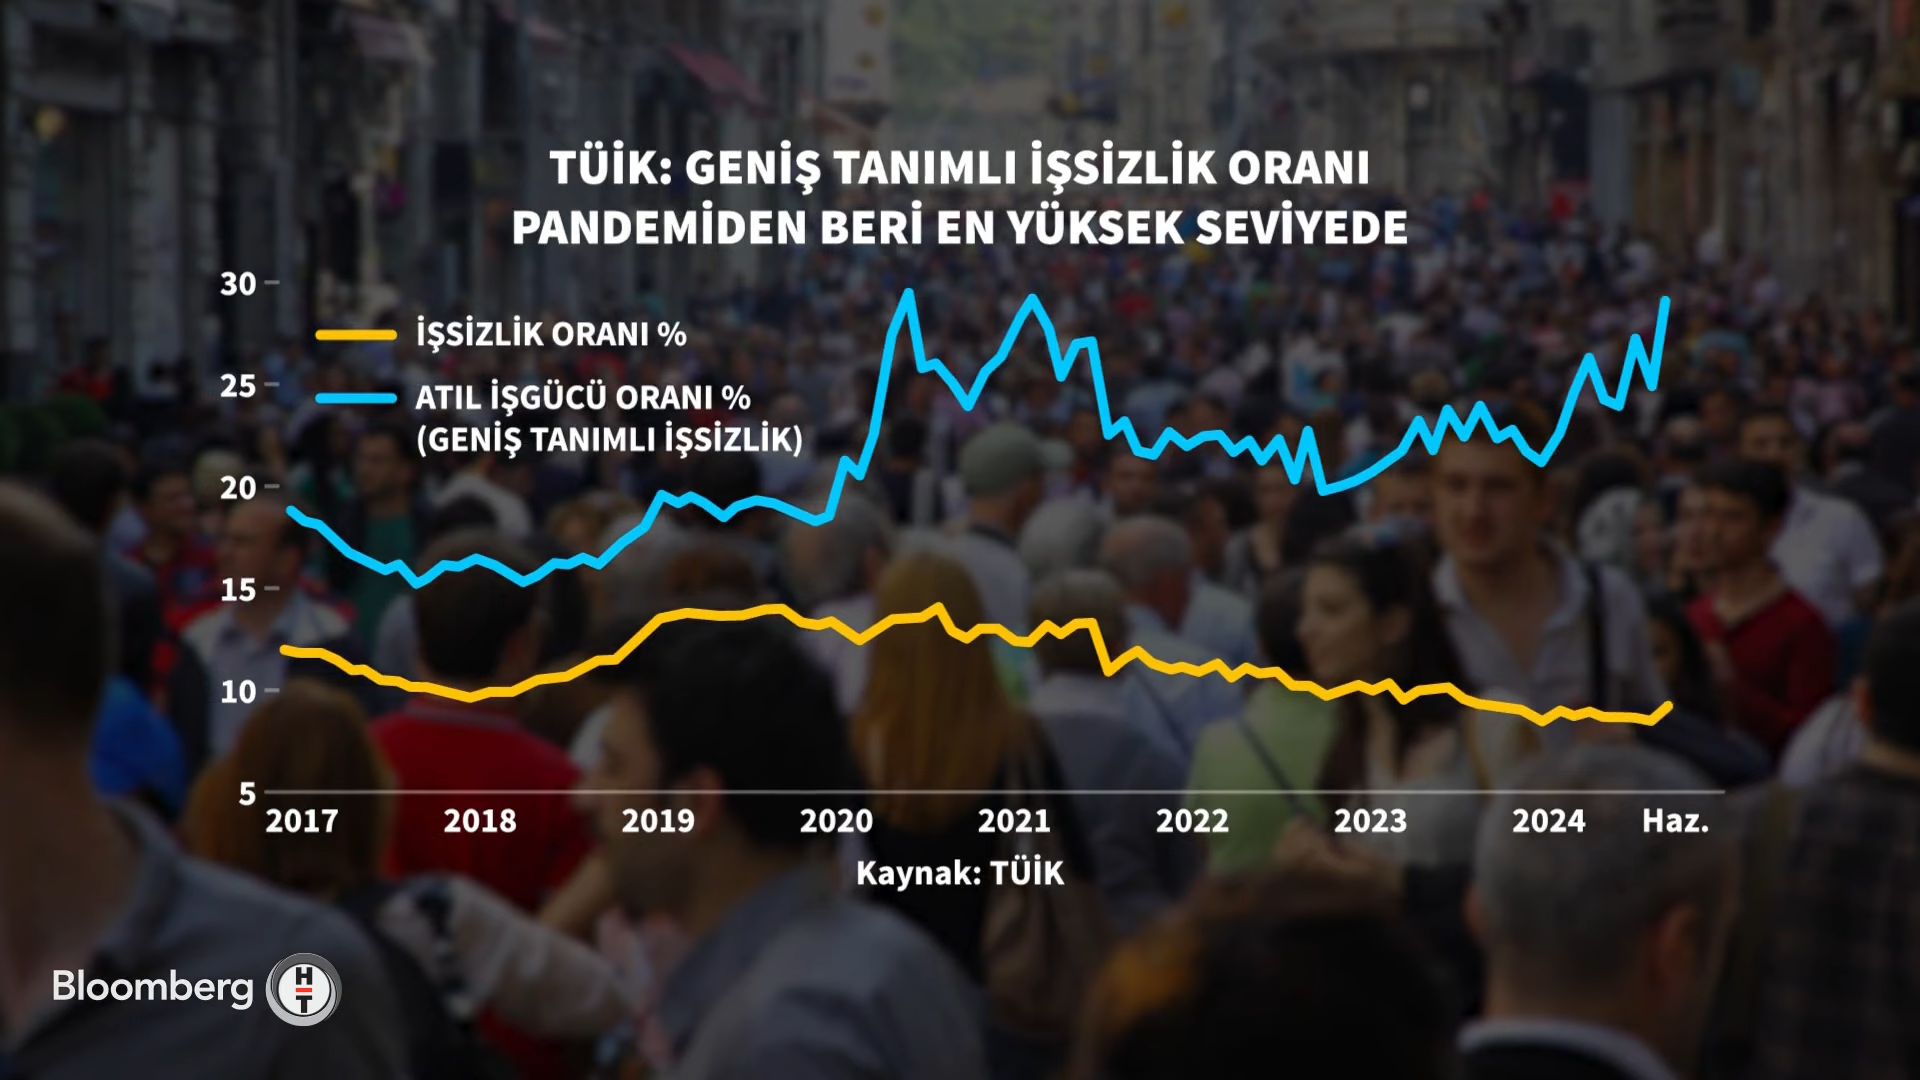 TÜİK: GENİŞ TANIMLI İŞSİZLİK ORANI
PANDEMİDEN BERİ EN YÜKSEK SEVİYEDE
30
İŞSİZLİK ORANI %
25
ATIL İŞGÜCÜ ORANI %
(GENİŞ TANIMLI İŞSİZLİK)
20
15
10
5
2017 2018 2019 2020 2021 2022 2023 2024 Haz.
Kaynak: TÜİK
Bloomberg HT